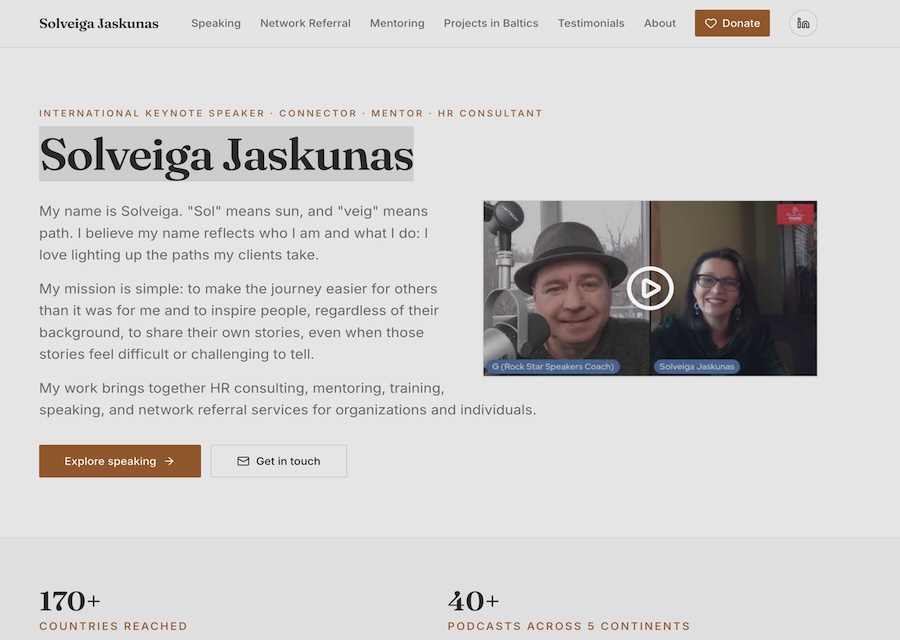 Solveiga Jaskunas
Speaking
Network Referral
Mentoring
Projects in Baltics
Testimonials
About
Donate
INTERNATIONAL KEYNOTE SPEAKER · CONNECTOR · MENTOR · HR CONSULTANT
Solveiga Jaskunas
My name is Solveiga. "Sol" means sun, and "veig" means
path. I believe my name reflects who I am and what I do: I
love lighting up the paths my clients take.
My mission is simple: to make the journey easier for others
than it was for me and to inspire people, regardless of their
background, to share their own stories, even when those
stories feel difficult or challenging to tell.
My work brings together HR consulting, mentoring, training,
speaking, and network referral services for organizations and individuals.
G (Rock Star Speakers Coach)
Solveiga Jaskunas
Explore speaking
Get in touch
170+
COUNTRIES REACHED
40+
PODCASTS ACROSS 5 CONTINENTS